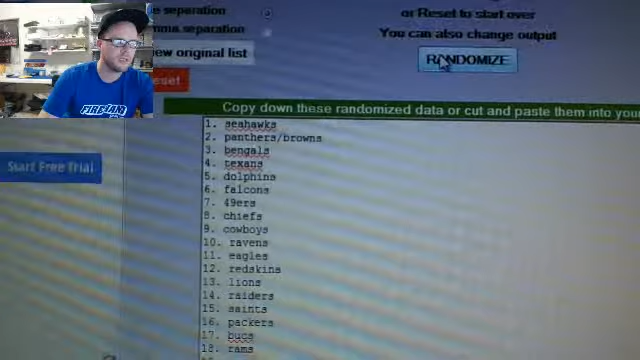 separation
or Reset to start over
separation
You can also change output
view original list
RANDOMIZE
Reset
Copy down these randomized data or cut and paste them into your
Start Free Trial
1. seahawks
2. panthers/browns
3. bengals
4. texans
5. dolphins
6. falcons
7. 49ers
8. chiefs
9. cowboys
10. ravens
11. eagles
12. redskins
13. lions
14. raiders
15. saints
16. packers
17. bucs
18. rams